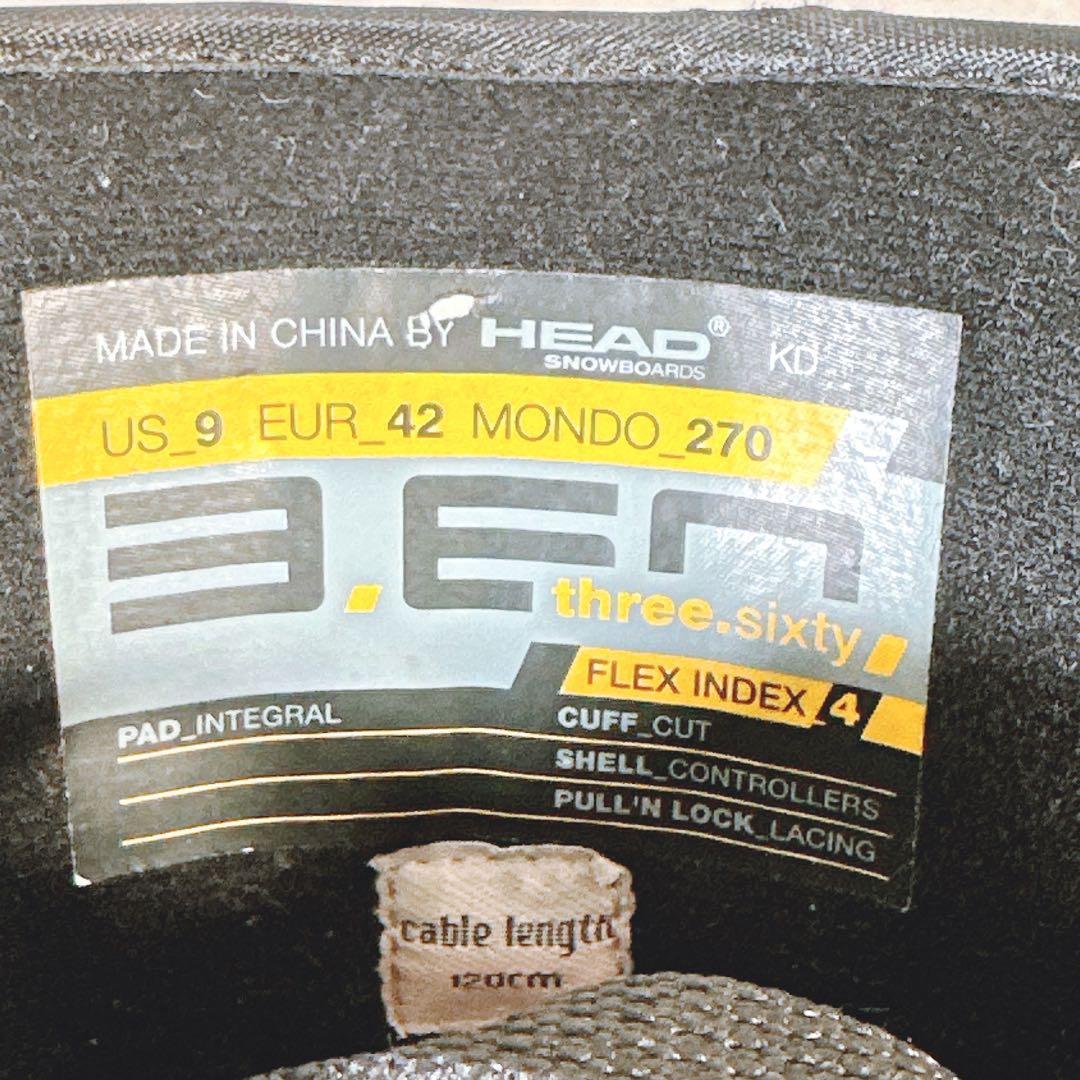 MADE IN CHINA BY HEAD® KD
SNOWBOARDS
US_9 EUR_42 MONDO_270
3.60
three.sixty
FLEX INDEX 4
PAD_INTEGRAL
CUFF_CUT
SHELL_CONTROLLERS
PULL'N LOCK_LACING
cable length
120cm